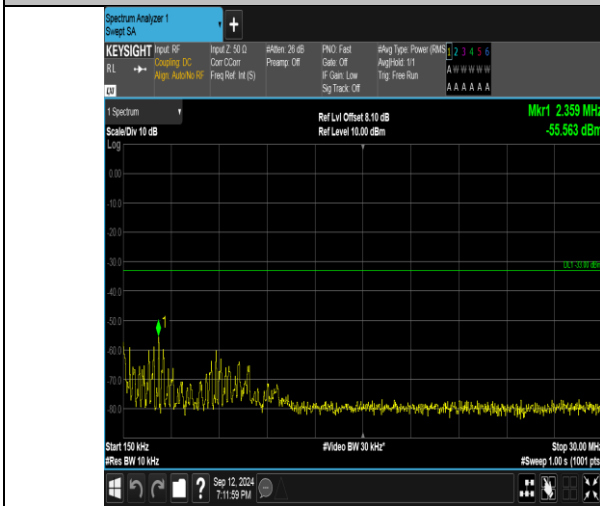 Spectrum Analyzer 1
Swept SA
+
KEYSIGHT Input: RF Input Z: 50 Ω #Atten: 26 dB PNO: Fast #Avg Type: Power (RMS 1 2 3 4 5 6
RL Coupling: DC Corr CCorr Preamp: Off Gate: Off Avg|Hold: 1/1 A W W W W W
Align: Auto/No RF Freq Ref: Int (S) IF Gain: Low Trig: Free Run
Sig Track: Off A A A A A A
1 Spectrum
Ref Lvl Offset 8.10 dB Mkr1 2.359 MHz
Scale/Div 10 dB Ref Level 10.00 dBm -55.563 dBm
Log
0.00
-10.0
-20.0
-30.0
DL1 -33.00 dBm
-40.0
-50.0
1
-60.0
-70.0
-80.0
Start 150 kHz #Video BW 30 kHz* Stop 30.00 MHz
#Res BW 10 kHz #Sweep 1.00 s (1001 pts
? Sep 12, 2024
7:11:59 PM